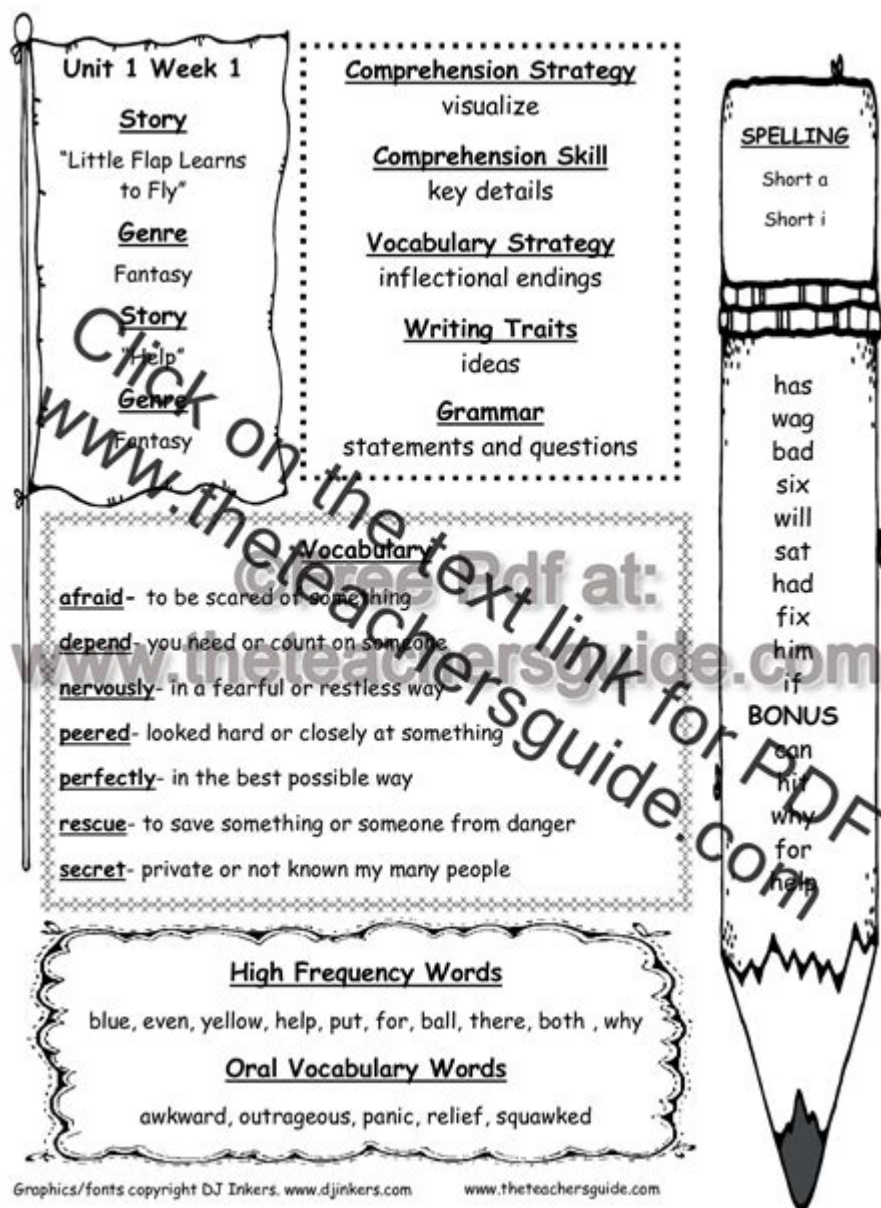 Unit 1 Week 1
Story
"Little Flap Learns
to Fly"
Genre
Fantasy
Story
"Help"
Genre
Fantasy
Comprehension Strategy
visualize
Comprehension Skill
key details
Vocabulary Strategy
inflectional endings
Writing Traits
ideas
Grammar
statements and questions
SPELLING
Short a
Short i
has
wag
bad
six
will
sat
had
fix
him
if
BONUS
can
hit
why
for
help
Vocabulary
afraid- to be scared of something
depend- you need or count on someone
nervously- in a fearful or restless way
peered- looked hard or closely at something
perfectly- in the best possible way
rescue- to save something or someone from danger
secret- private or not known my many people
High Frequency Words
blue, even, yellow, help, put, for, ball, there, both , why
Oral Vocabulary Words
awkward, outrageous, panic, relief, squawked
Graphics/fonts copyright DJ Inkers. www.djinkers.com www.theteachersguide.com
Click on the text link for PDF
www.theteachersguide.com
©Free Pdf at:
www.theteachersguide.com